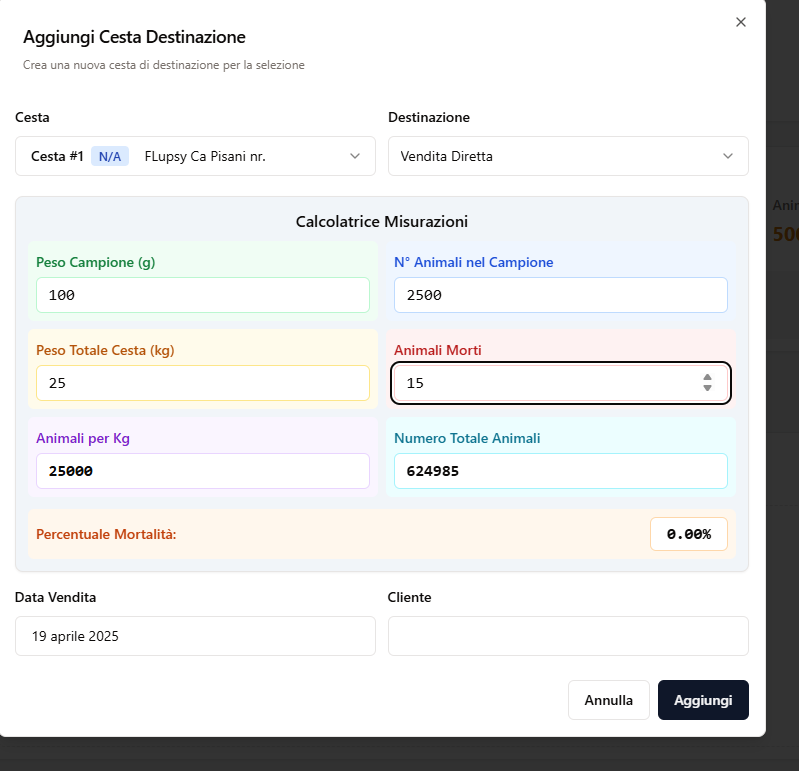 Aggiungi Cesta Destinazione
Crea una nuova cesta di destinazione per la selezione
Cesta
Destinazione
Cesta #1 N/A FLupsy Ca Pisani nr.
Vendita Diretta
Calcolatrice Misurazioni
Peso Campione (g)
N° Animali nel Campione
100
2500
Peso Totale Cesta (kg)
Animali Morti
25
15
Animali per Kg
Numero Totale Animali
25000
624985
Percentuale Mortalità:
0.00%
Data Vendita
Cliente
19 aprile 2025
Annulla
Aggiungi